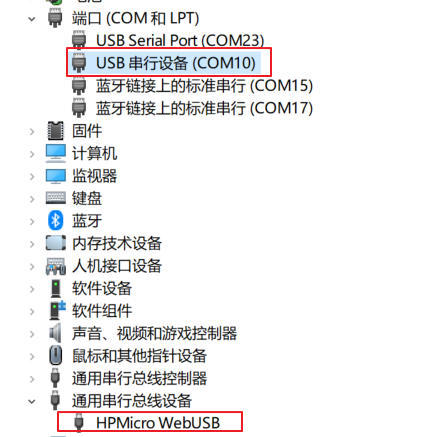 端口 (COM 和 LPT)
USB Serial Port (COM23)
USB 串行设备 (COM10)
蓝牙链接上的标准串行 (COM15)
蓝牙链接上的标准串行 (COM17)
固件
计算机
监视器
键盘
蓝牙
内存技术设备
人机接口设备
软件设备
软件组件
声音、视频和游戏控制器
鼠标和其他指针设备
通用串行总线控制器
通用串行总线设备
HPMicro WebUSB